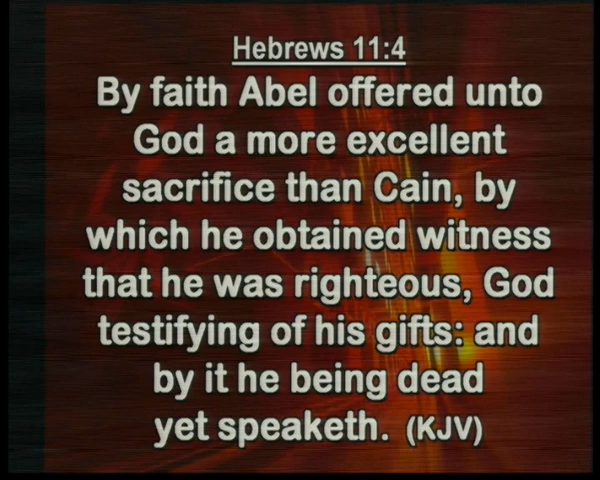 Hebrews 11:4
By faith Abel offered unto
God a more excellent
sacrifice than Cain, by
which he obtained witness
that he was righteous, God
testifying of his gifts: and
by it he being dead
yet speaketh. (KJV)